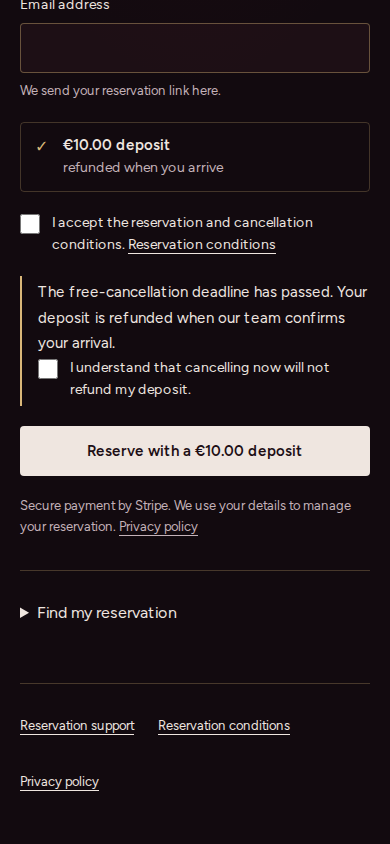 Email address
We send your reservation link here.
✓ €10.00 deposit
refunded when you arrive
I accept the reservation and cancellation
conditions. Reservation conditions
The free-cancellation deadline has passed. Your
deposit is refunded when our team confirms
your arrival.
I understand that cancelling now will not
refund my deposit.
Reserve with a €10.00 deposit
Secure payment by Stripe. We use your details to manage
your reservation. Privacy policy
Find my reservation
Reservation support Reservation conditions
Privacy policy